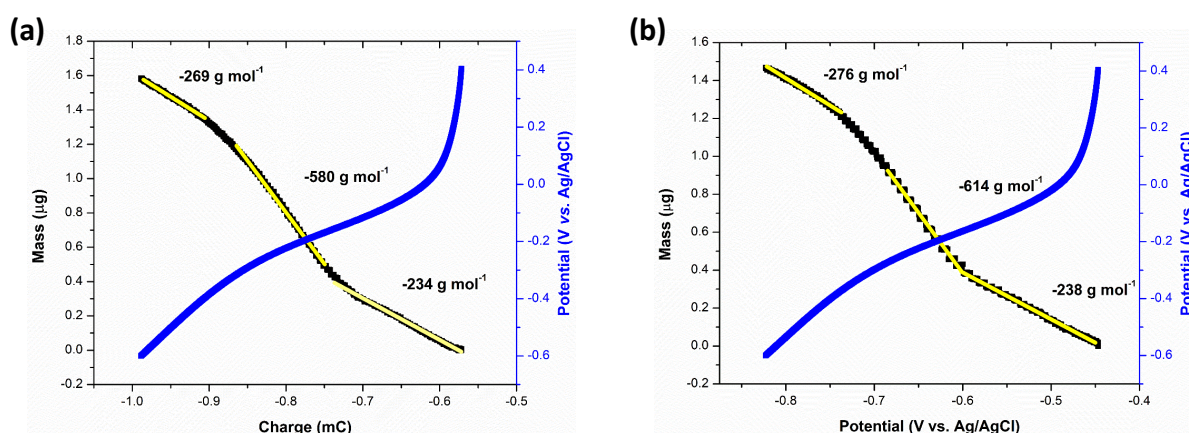 (a)
1.8
1.6
1.4
1.2
1.0
0.8
0.6
0.4
0.2
0.0
-0.2
Mass (µg)
-269 g mol-1
-580 g mol-1
-234 g mol-1
0.4
0.2
0.0
-0.2
-0.4
-0.6
Potential (V vs. Ag/AgCl)
-1.0 -0.9 -0.8 -0.7 -0.6 -0.5
Charge (mC)
(b)
1.6
1.4
1.2
1.0
0.8
0.6
0.4
0.2
0.0
-0.2
Mass (µg)
-276 g mol-1
-614 g mol-1
-238 g mol-1
0.4
0.2
0.0
-0.2
-0.4
-0.6
Potential (V vs. Ag/AgCl)
-0.8 -0.7 -0.6 -0.5 -0.4
Potential (V vs. Ag/AgCl)